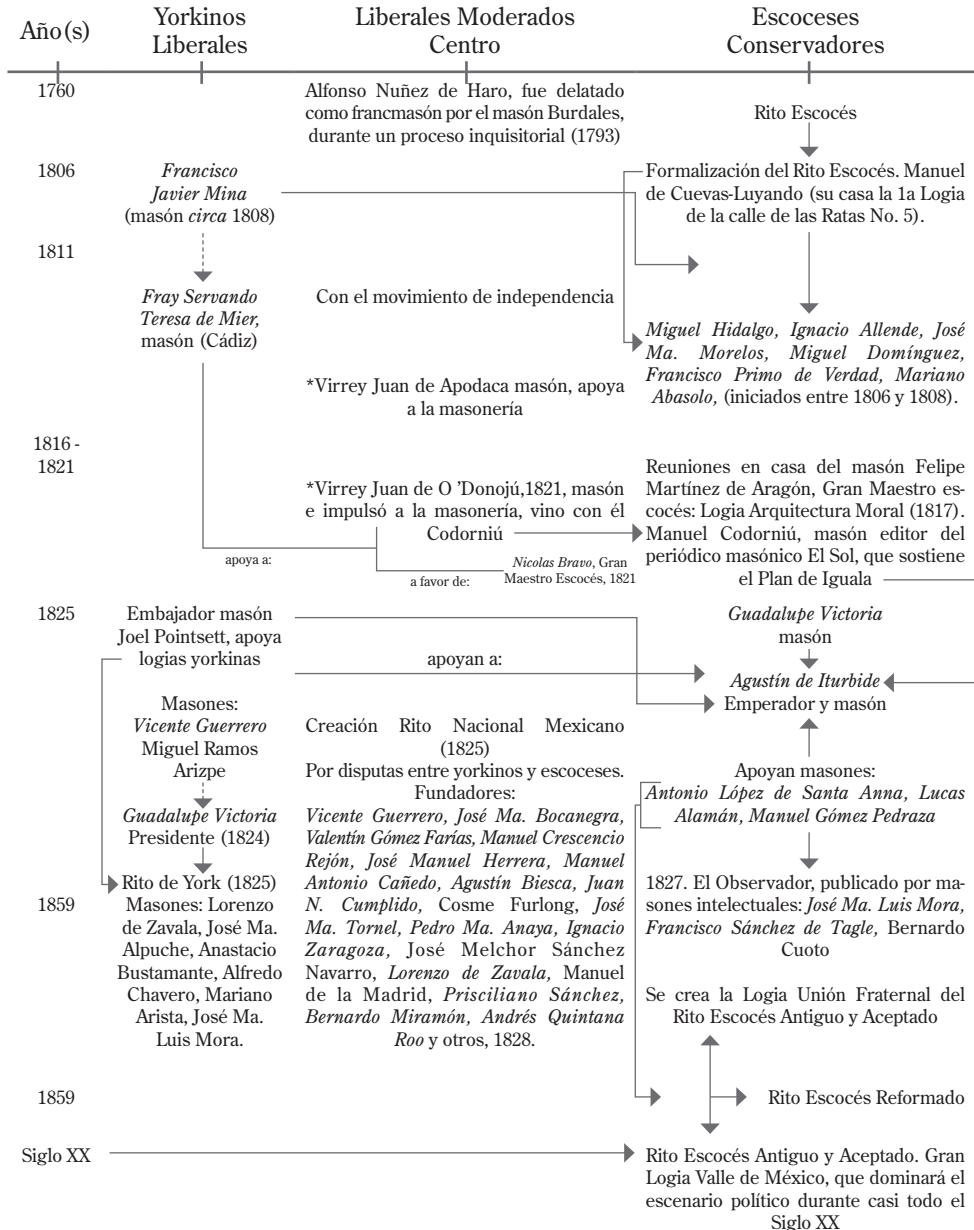 Año(s)
Yorkinos
Liberales
Liberales Moderados
Centro
Escoceses
Conservadores
1760
Alfonso Nuñez de Haro, fue delatado
como francmasón por el masón Burdales,
durante un proceso inquisitorial (1793)
Rito Escocés
1806
Francisco
Javier Mina
(masón circa 1808)
Formalización del Rito Escocés. Manuel
de Cuevas-Luyando (su casa la 1a Logia
de la calle de las Ratas No. 5).
1811
Fray Servando
Teresa de Mier,
masón (Cádiz)
Con el movimiento de independencia
Miguel Hidalgo, Ignacio Allende, José
Ma. Morelos, Miguel Domínguez,
Francisco Primo de Verdad, Mariano
Abasolo, (iniciados entre 1806 y 1808).
*Virrey Juan de Apodaca masón, apoya
a la masonería
1816 -
1821
*Virrey Juan de O 'Donojú,1821, masón
e impulsó a la masonería, vino con él
Codorniú
Reuniones en casa del masón Felipe
Martínez de Aragón, Gran Maestro es-
cocés: Logia Arquitectura Moral (1817).
Manuel Codorniú, masón editor del
periódico masónico El Sol, que sostiene
el Plan de Iguala
apoya a:
a favor de:
Nicolas Bravo, Gran
Maestro Escocés, 1821
1825
Embajador masón
Joel Pointsett, apoya
logias yorkinas
apoyan a:
Guadalupe Victoria
masón
Agustín de Iturbide
Emperador y masón
Masones:
Vicente Guerrero
Miguel Ramos
Arizpe
Guadalupe Victoria
Presidente (1824)
Creación Rito Nacional Mexicano
(1825)
Por disputas entre yorkinos y escoceses.
Fundadores:
Vicente Guerrero, José Ma. Bocanegra,
Valentín Gómez Farías, Manuel Crescencio
Rejón, José Manuel Herrera, Manuel
Antonio Cañedo, Agustín Biesca, Juan
N. Cumplido, Cosme Furlong, José
Ma. Tornel, Pedro Ma. Anaya, Ignacio
Zaragoza, José Melchor Sánchez
Navarro, Lorenzo de Zavala, Manuel
de la Madrid, Prisciliano Sánchez,
Bernardo Miramón, Andrés Quintana
Roo y otros, 1828.
Apoyan masones:
Antonio López de Santa Anna, Lucas
Alamán, Manuel Gómez Pedraza
1859
Rito de York (1825)
Masones: Lorenzo
de Zavala, José Ma.
Alpuche, Anastacio
Bustamante, Alfredo
Chavero, Mariano
Arista, José Ma.
Luis Mora.
1827. El Observador, publicado por ma-
sones intelectuales: José Ma. Luis Mora,
Francisco Sánchez de Tagle, Bernardo
Cuoto
Se crea la Logia Unión Fraternal del
Rito Escocés Antiguo y Aceptado
1859
Rito Escocés Reformado
Siglo XX
Rito Escocés Antiguo y Aceptado. Gran
Logia Valle de México, que dominará el
escenario político durante casi todo el
Siglo XX